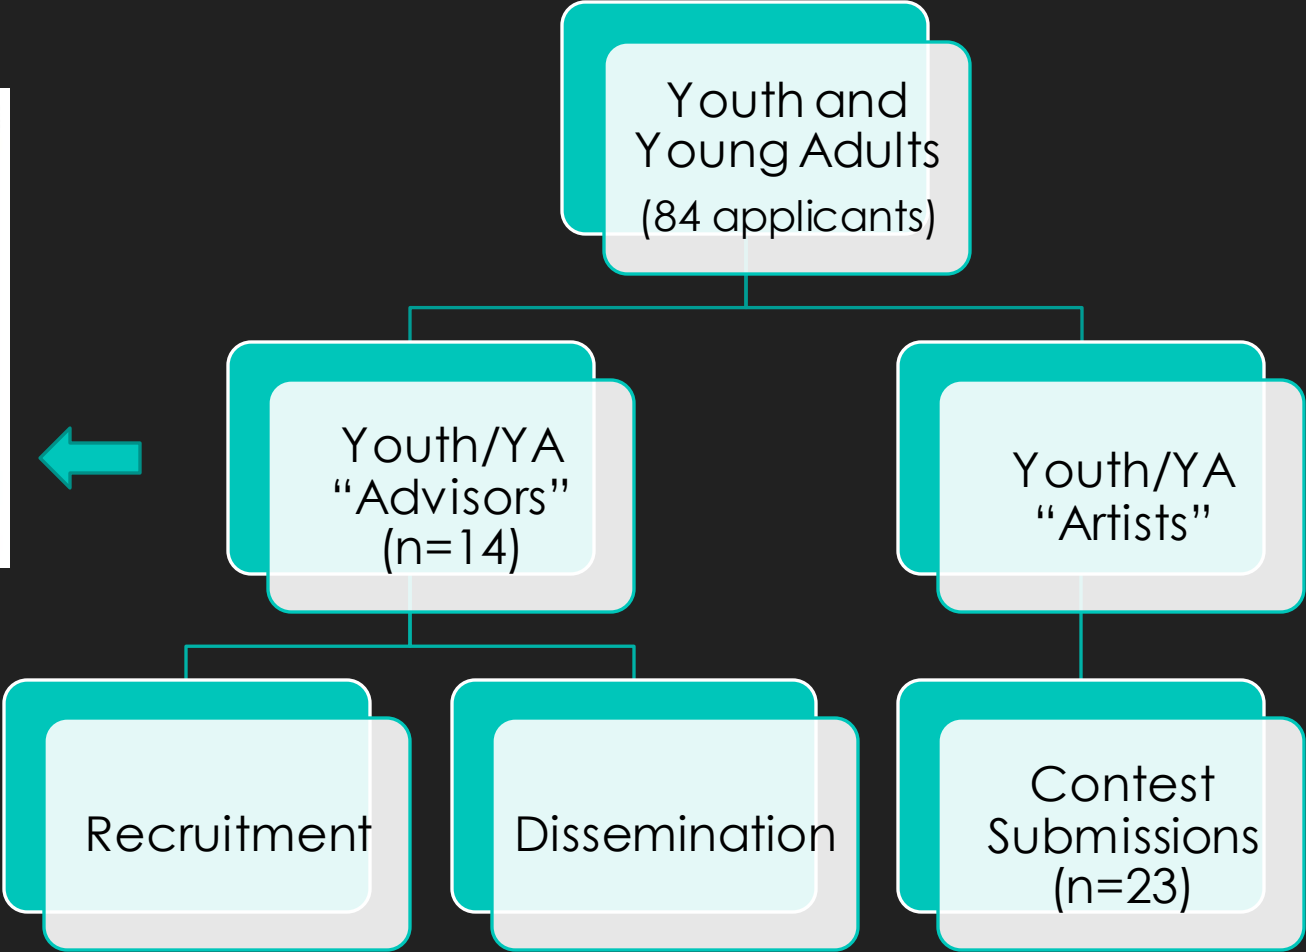 Youth and
Young Adults
(84 applicants)
Youth/YA
“Advisors”
(n=14)
Youth/YA
“Artists”
Recruitment
Dissemination
Contest
Submissions
(n=23)